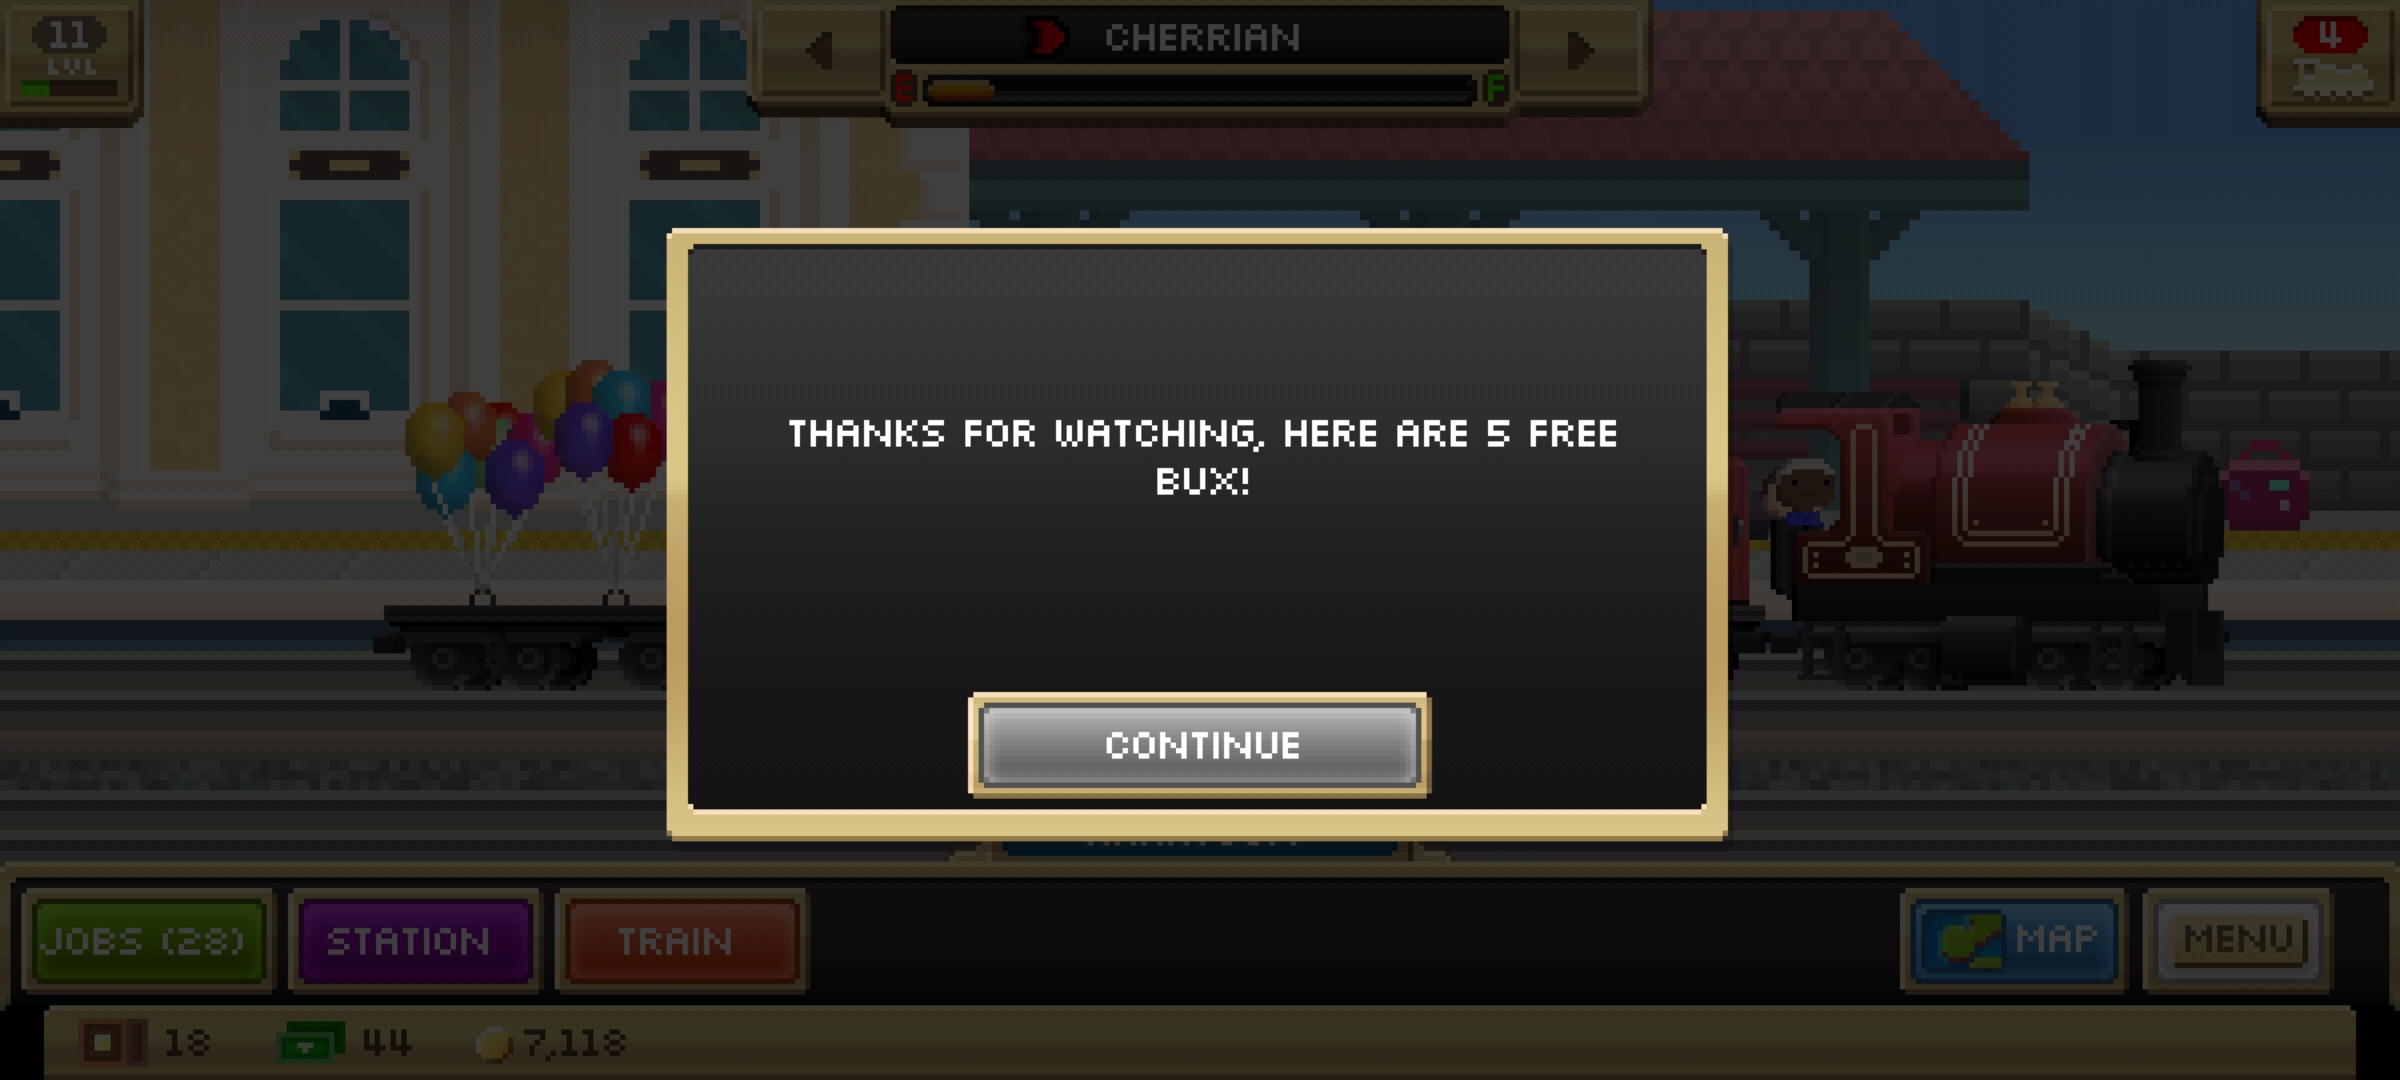 11
LVL
CHERRIAN
E
F
4
THANKS FOR WATCHING, HERE ARE 5 FREE
BUX!
CONTINUE
JOBS (28)
STATION
TRAIN
MAP
MENU
18
44
7,118